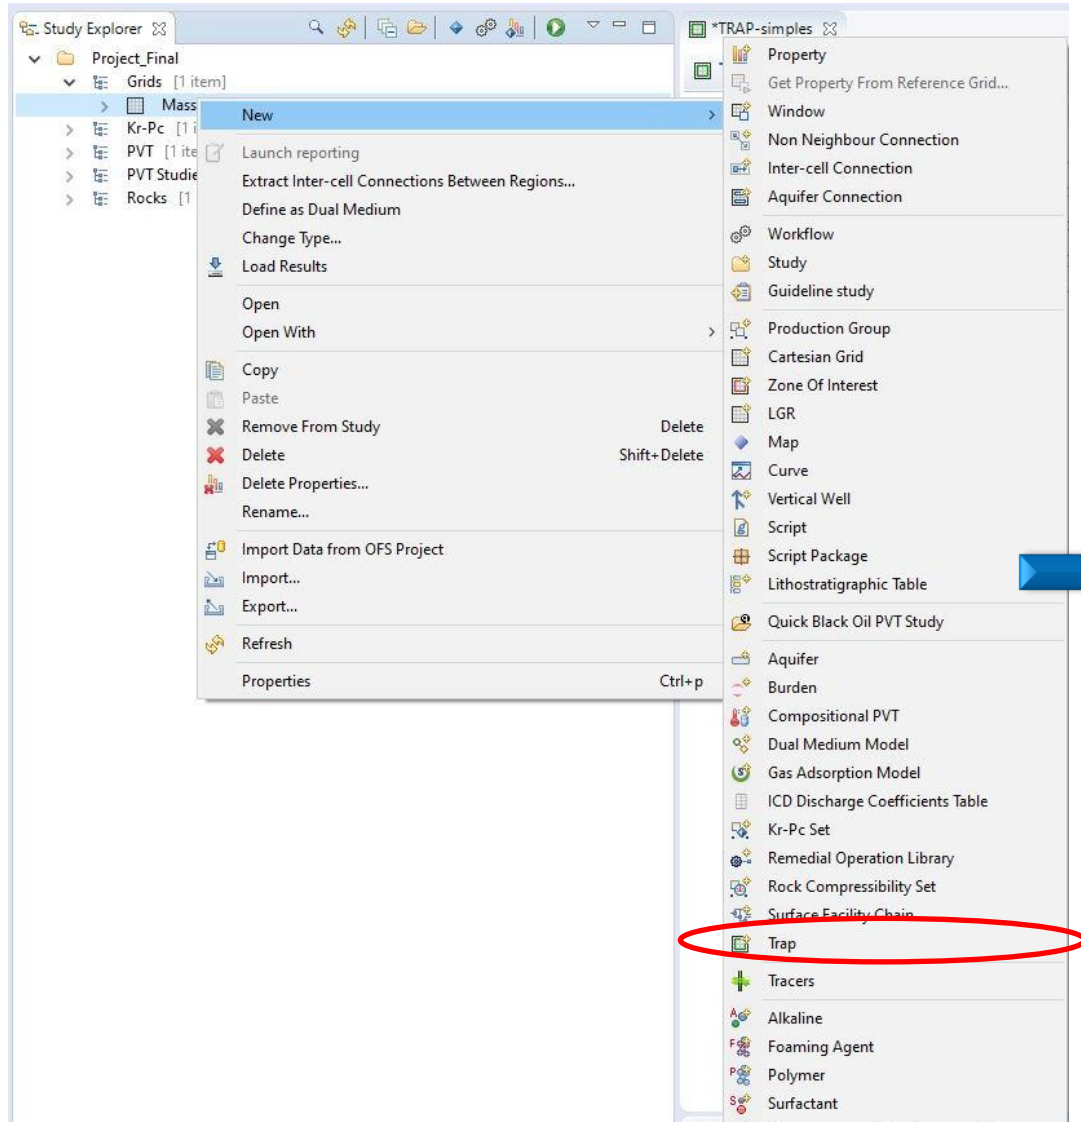 Study Explorer
Project_Final
Grids [1 item]
Mass
Kr-Pc [1 i
PVT [1 ite
PVT Studie
Rocks [1
New
Launch reporting
Extract Inter-cell Connections Between Regions...
Define as Dual Medium
Change Type...
Load Results
Open
Open With
Copy
Paste
Remove From Study Delete
Delete Shift+Delete
Delete Properties...
Rename...
Import Data from OFS Project
Import...
Export...
Refresh
Properties Ctrl+p
*TRAP-simples
Property
Get Property From Reference Grid...
Window
Non Neighbour Connection
Inter-cell Connection
Aquifer Connection
Workflow
Study
Guideline study
Production Group
Cartesian Grid
Zone Of Interest
LGR
Map
Curve
Vertical Well
Script
Script Package
Lithostratigraphic Table
Quick Black Oil PVT Study
Aquifer
Burden
Compositional PVT
Dual Medium Model
Gas Adsorption Model
ICD Discharge Coefficients Table
Kr-Pc Set
Remedial Operation Library
Rock Compressibility Set
Surface Facility Chain
Trap
Tracers
Alkaline
Foaming Agent
Polymer
Surfactant